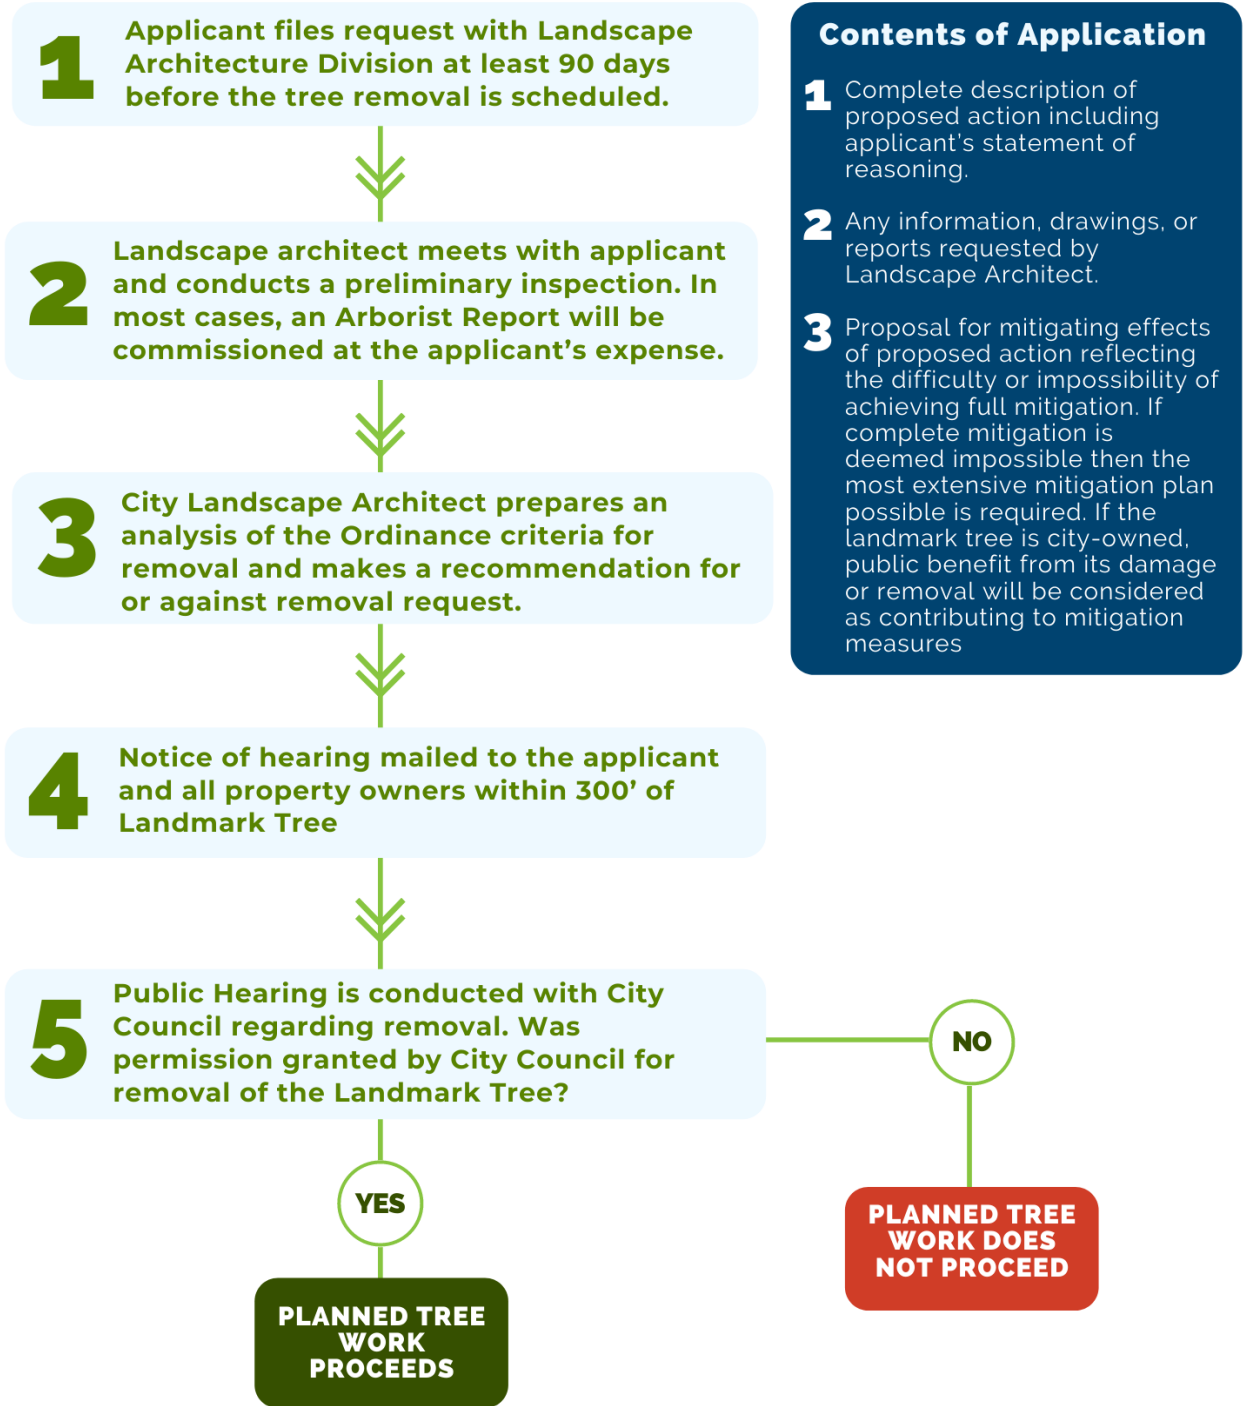 1
Applicant files request with Landscape
Architecture Division at least 90 days
before the tree removal is scheduled.
2
Landscape architect meets with applicant
and conducts a preliminary inspection. In
most cases, an Arborist Report will be
commissioned at the applicant's expense.
3
City Landscape Architect prepares an
analysis of the Ordinance criteria for
removal and makes a recommendation for
or against removal request.
4
Notice of hearing mailed to the applicant
and all property owners within 300' of
Landmark Tree
5
Public Hearing is conducted with City
Council regarding removal. Was
permission granted by City Council for
removal of the Landmark Tree?
YES
PLANNED TREE
WORK
PROCEEDS
NO
PLANNED TREE
WORK DOES
NOT PROCEED
Contents of Application
1
Complete description of
proposed action including
applicant's statement of
reasoning.
2
Any information, drawings, or
reports requested by
Landscape Architect.
3
Proposal for mitigating effects
of proposed action reflecting
the difficulty or impossibility of
achieving full mitigation. If
complete mitigation is
deemed impossible then the
most extensive mitigation plan
possible is required. If the
landmark tree is city-owned,
public benefit from its damage
or removal will be considered
as contributing to mitigation
measures